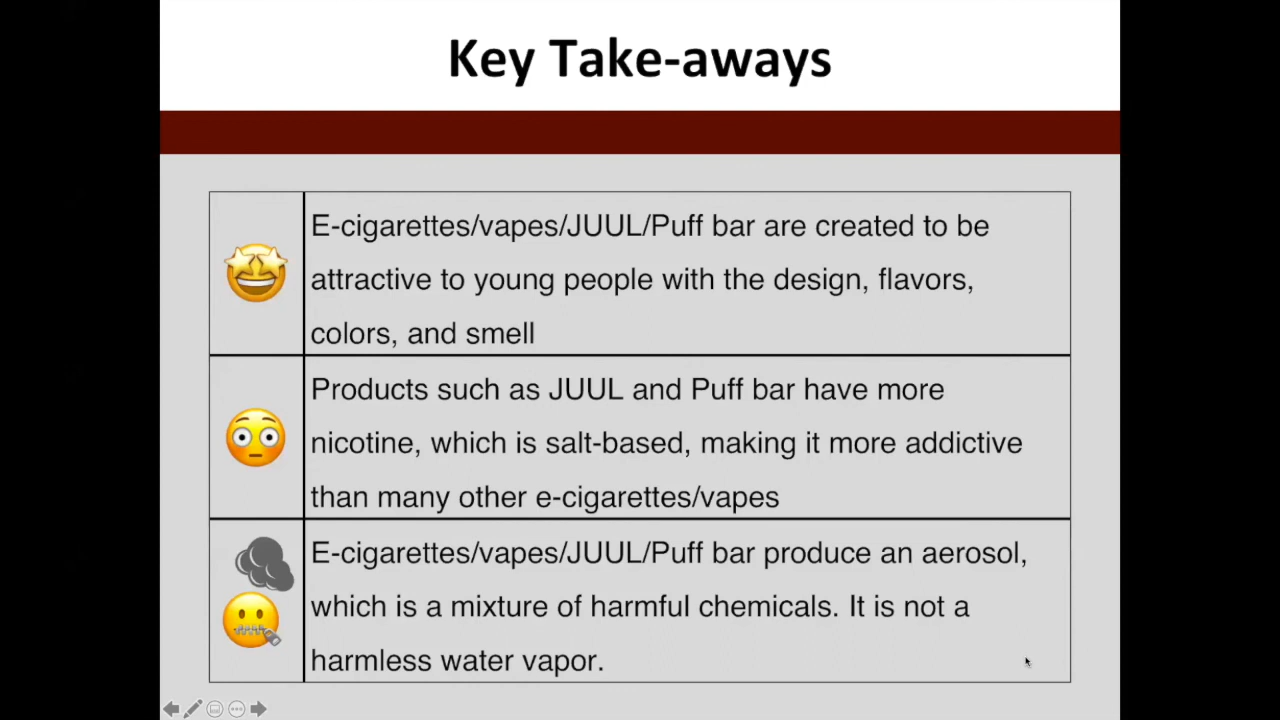 Key Take-aways
E-cigarettes/vapes/JUUL/Puff bar are created to be
attractive to young people with the design, flavors,
colors, and smell
Products such as JUUL and Puff bar have more
nicotine, which is salt-based, making it more addictive
than many other e-cigarettes/vapes
E-cigarettes/vapes/JUUL/Puff bar produce an aerosol,
which is a mixture of harmful chemicals. It is not a
harmless water vapor.